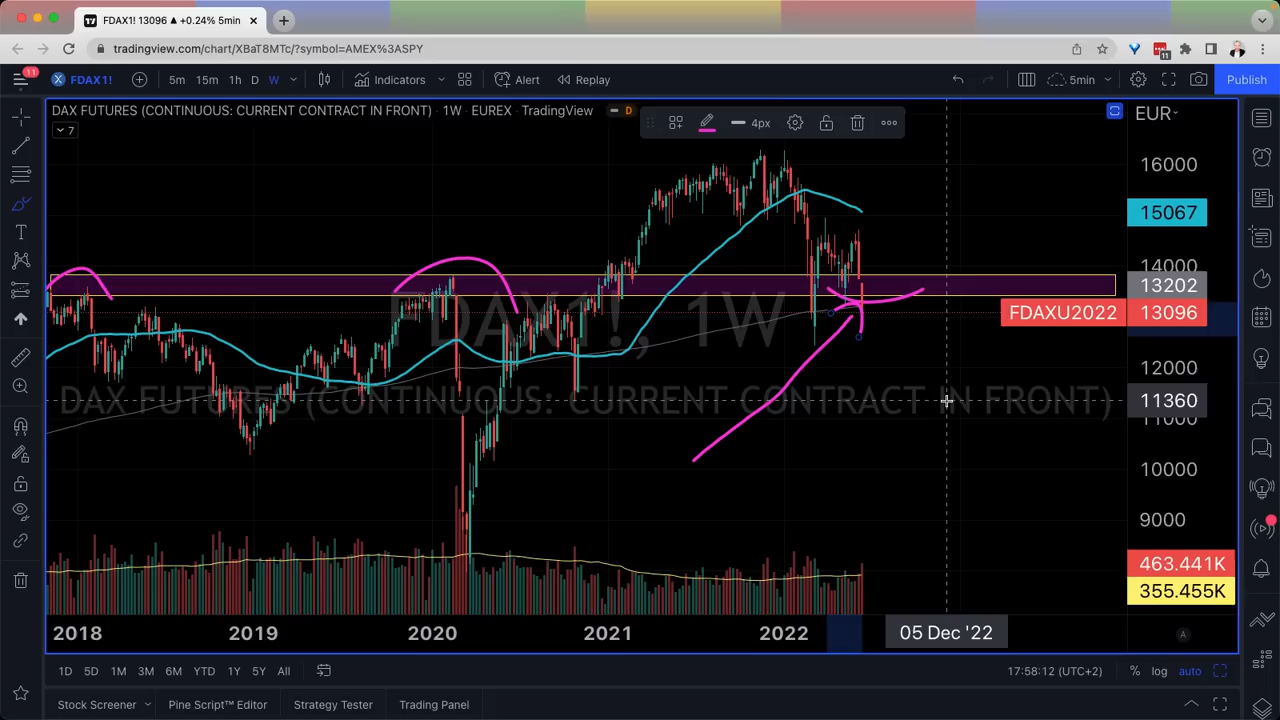 FDAX1! 13096 ▲ +0.24% 5min
tradingview.com/chart/XBaT8MTc/?symbol=AMEX%3ASPY
11
11
FDAX1!
5m 15m 1h D W
Indicators
Alert
Replay
5min
Publish
DAX FUTURES (CONTINUOUS: CURRENT CONTRACT IN FRONT) · 1W · EUREX · TradingView
D
7
4px
EUR
16000
15067
14000
13202
FDAXU2022 13096
12000
11360
11000
10000
9000
463.441K
355.455K
FDAX1!, 1W
DAX FUTURES (CONTINUOUS: CURRENT CONTRACT IN FRONT)
2018 2019 2020 2021 2022 05 Dec '22
A
1D 5D 1M 3M 6M YTD 1Y 5Y All
17:58:12 (UTC+2) % log auto
Stock Screener Pine Script™ Editor Strategy Tester Trading Panel